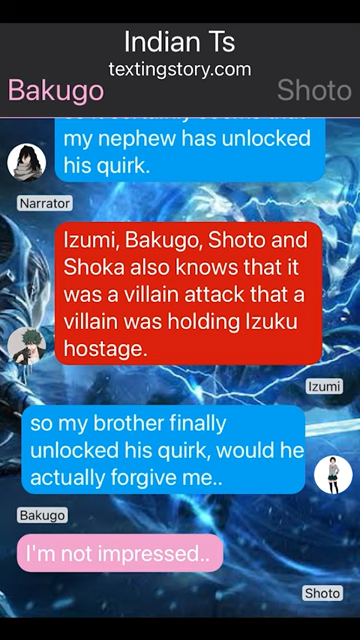 Indian Ts
textingstory.com
Bakugo
Shoto
my nephew has unlocked
his quirk.
Narrator
Izumi, Bakugo, Shoto and
Shoka also knows that it
was a villain attack that a
villain was holding Izuku
hostage.
Izumi
so my brother finally
unlocked his quirk, would he
actually forgive me..
Bakugo
I'm not impressed..
Shoto